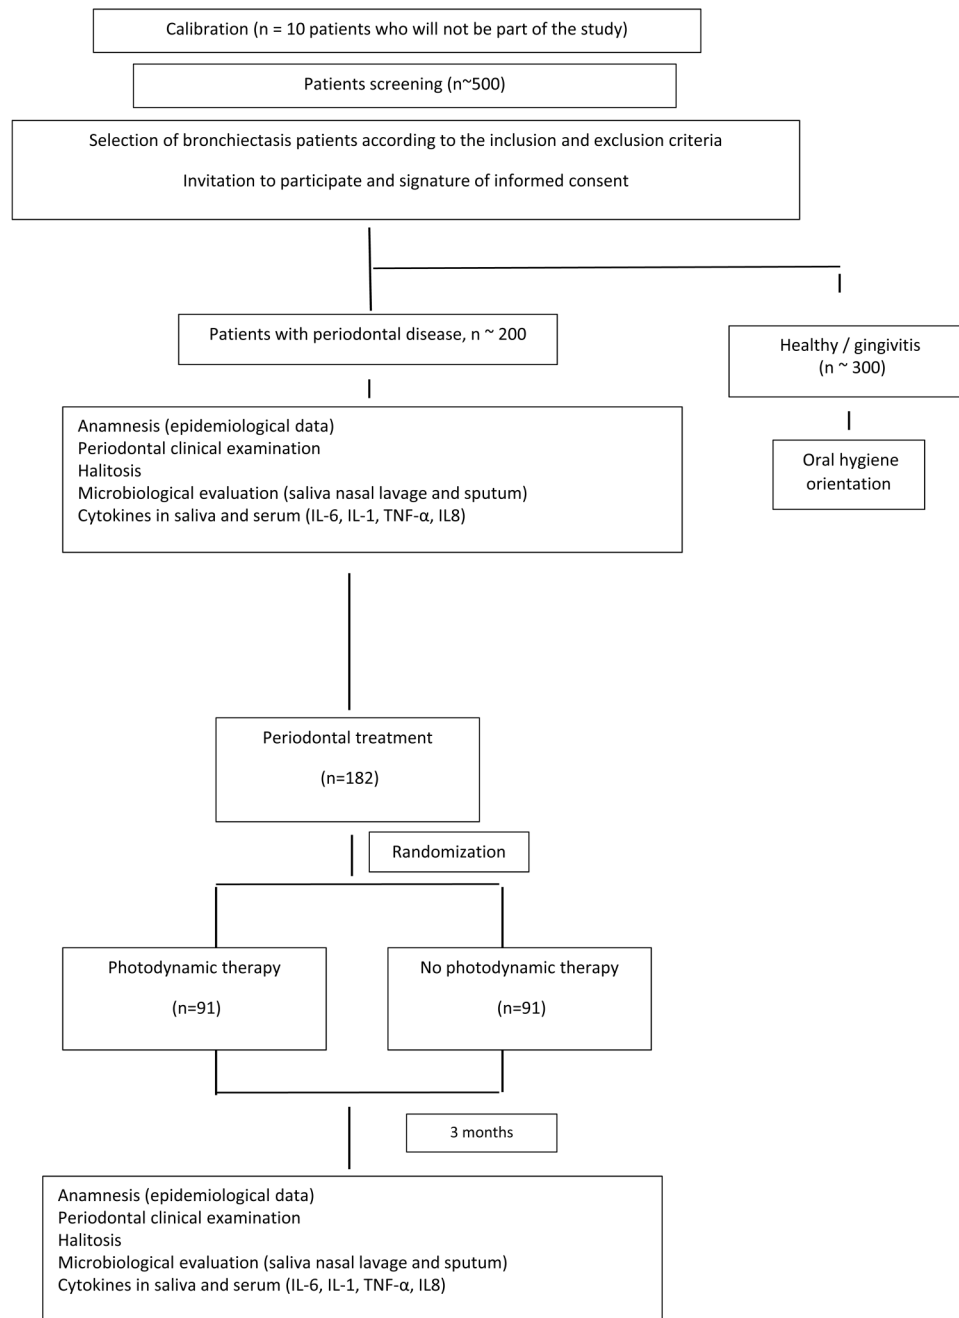 Calibration (n = 10 patients who will not be part of the study)
Patients screening (n~500)
Selection of bronchiectasis patients according to the inclusion and exclusion criteria
Invitation to participate and signature of informed consent
Patients with periodontal disease, n ~ 200
Healthy / gingivitis
(n ~ 300)
Anamnesis (epidemiological data)
Periodontal clinical examination
Halitosis
Microbiological evaluation (saliva nasal lavage and sputum)
Cytokines in saliva and serum (IL-6, IL-1, TNF-α, IL8)
Oral hygiene
orientation
Periodontal treatment
(n=182)
Randomization
Photodynamic therapy
(n=91)
No photodynamic therapy
(n=91)
3 months
Anamnesis (epidemiological data)
Periodontal clinical examination
Halitosis
Microbiological evaluation (saliva nasal lavage and sputum)
Cytokines in saliva and serum (IL-6, IL-1, TNF-α, IL8)